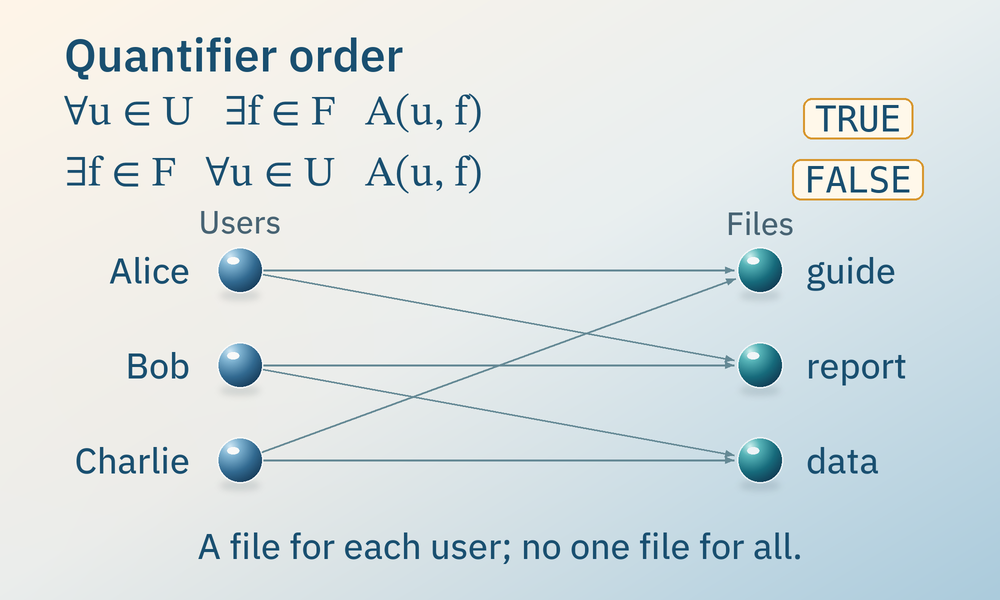 Quantifier order
∀u ∈ U ∃f ∈ F A(u, f) TRUE
∃f ∈ F ∀u ∈ U A(u, f) FALSE
Users Files
Alice guide
Bob report
Charlie data
A file for each user; no one file for all.